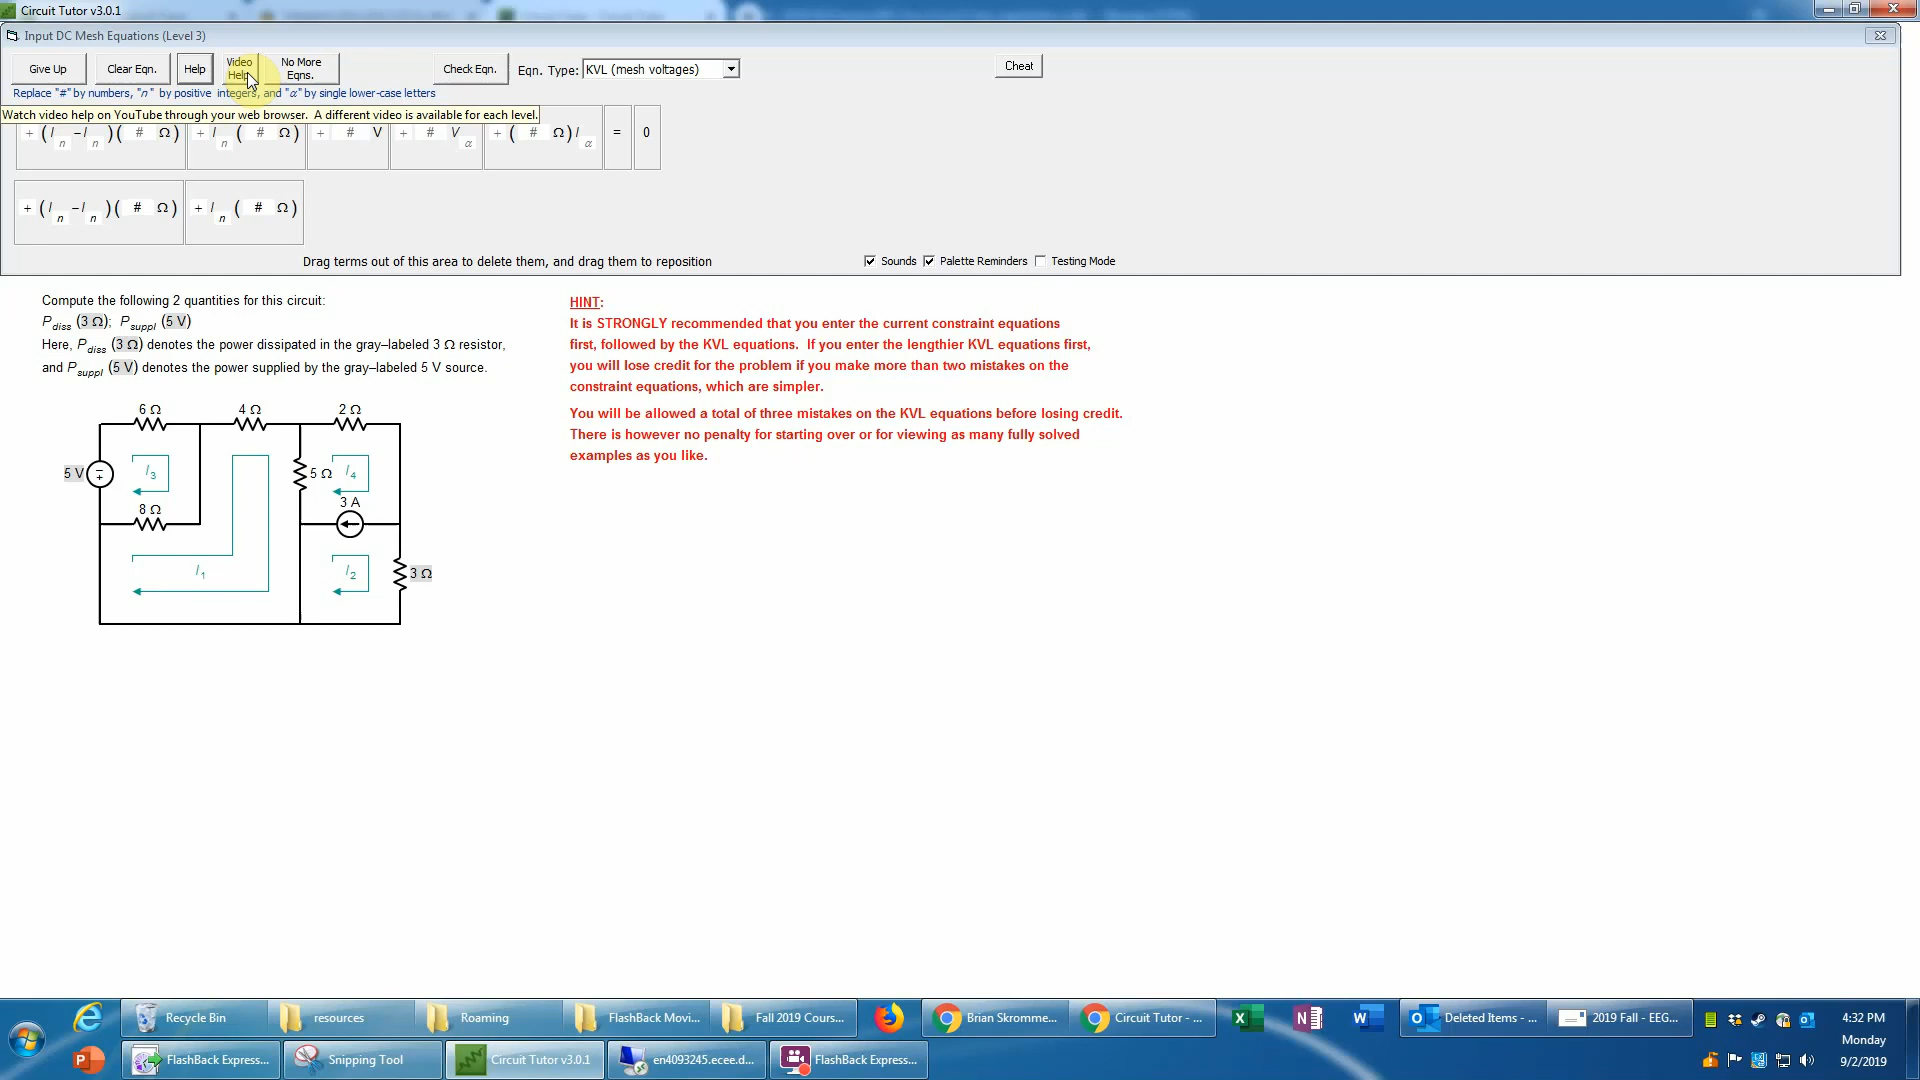 Circuit Tutor v3.0.1
Input DC Mesh Equations (Level 3)
Give Up
Clear Eqn.
Help
Video Help
No More Eqns.
Check Eqn.
Eqn. Type:
KVL (mesh voltages)
Cheat
Replace "#" by numbers, "n" by positive integers, and "α" by single lower-case letters
Watch video help on YouTube through your web browser. A different video is available for each level.
+ (I n –I n )( # Ω) + I n ( # Ω) + # V + # V α + ( # Ω) I α = 0
+ (I n –I n )( # Ω) + I n ( # Ω)
Drag terms out of this area to delete them, and drag them to reposition
Sounds
Palette Reminders
Testing Mode
Compute the following 2 quantities for this circuit:
P diss (3 Ω); P suppl (5 V)
Here, P diss (3 Ω) denotes the power dissipated in the gray–labeled 3 Ω resistor,
and P suppl (5 V) denotes the power supplied by the gray–labeled 5 V source.
HINT:
It is STRONGLY recommended that you enter the current constraint equations
first, followed by the KVL equations. If you enter the lengthier KVL equations first,
you will lose credit for the problem if you make more than two mistakes on the
constraint equations, which are simpler.
You will be allowed a total of three mistakes on the KVL equations before losing credit.
There is however no penalty for starting over or for viewing as many fully solved
examples as you like.
6 Ω
4 Ω
2 Ω
5 V
– +
I3
5 Ω
I4
3 A
8 Ω
I1
I2
3 Ω
Recycle Bin
resources
Roaming
FlashBack Movi...
Fall 2019 Cours...
Brian Skromme...
Circuit Tutor - ...
Deleted Items - ...
2019 Fall - EEG...
4:32 PM
Monday
9/2/2019
FlashBack Express...
Snipping Tool
Circuit Tutor v3.0.1
en4093245.ecee.d...
FlashBack Express...